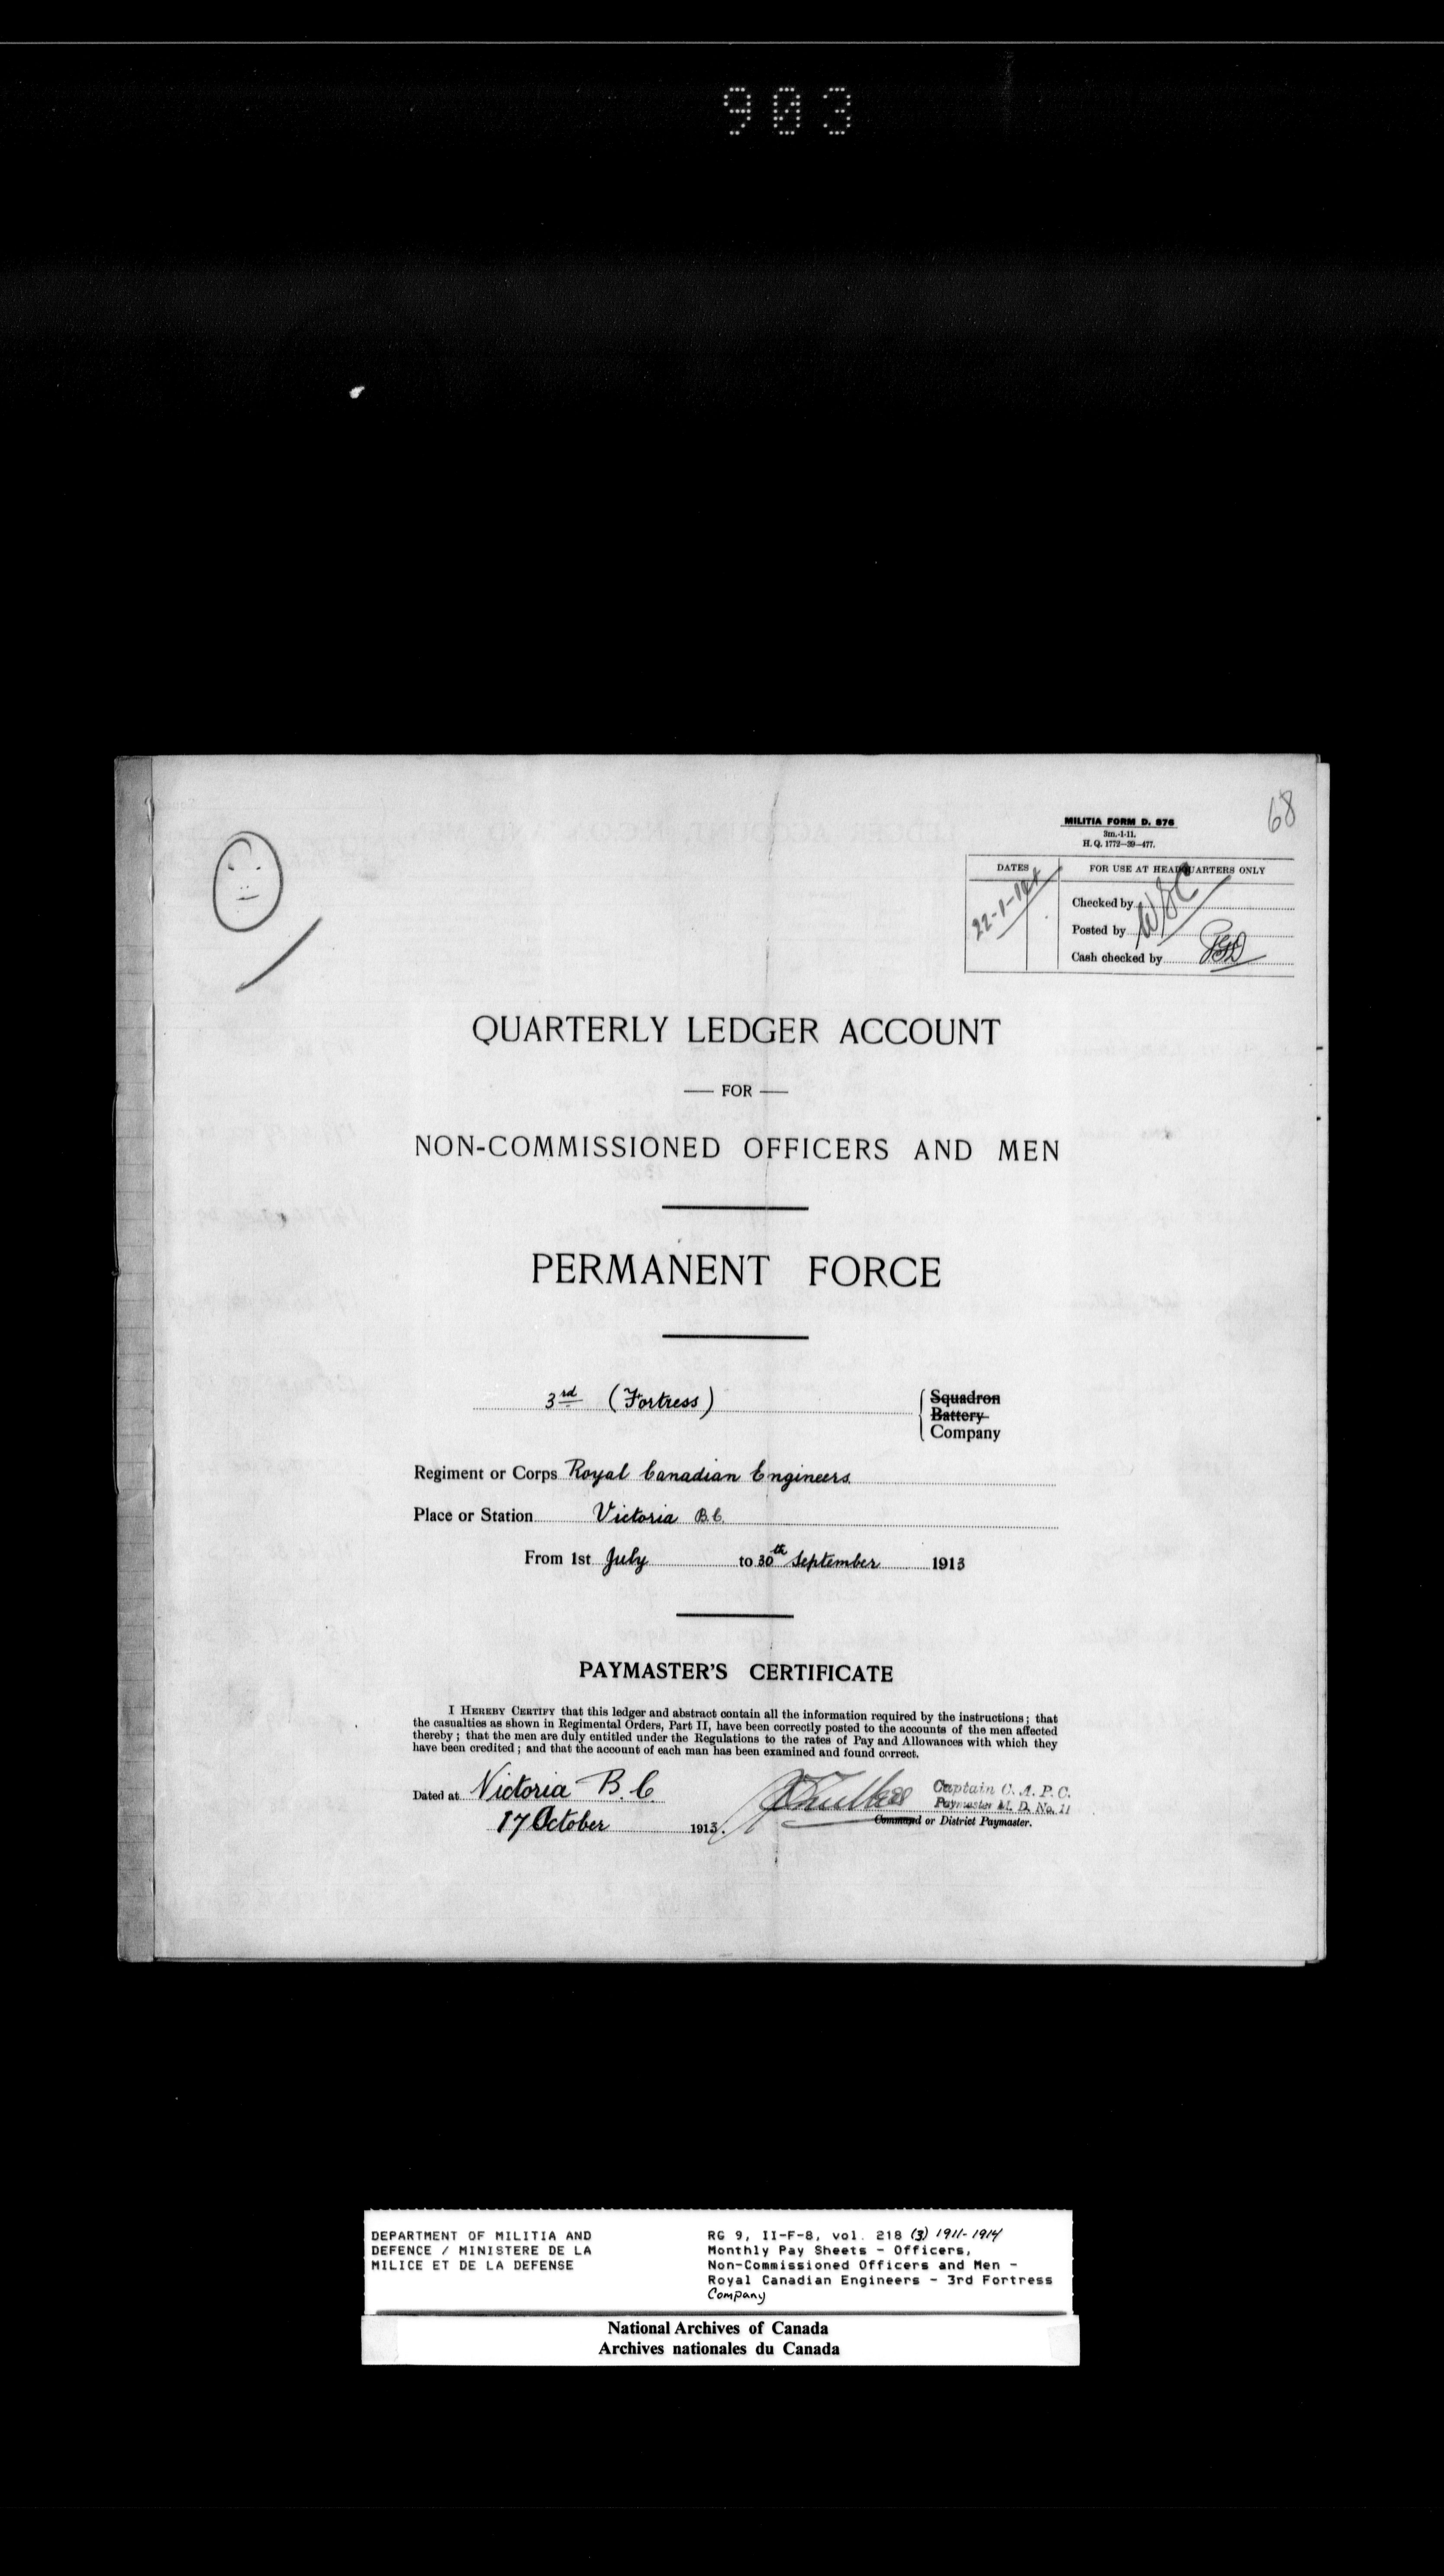 903
68
MILITIA FORM D. 876
3m.-1-11.
H. Q. 1772—39—477.
DATES
FOR USE AT HEADQUARTERS ONLY
22-1-14
Checked by
Posted by
Cash checked by
QUARTERLY LEDGER ACCOUNT
— FOR —
NON-COMMISSIONED OFFICERS AND MEN
PERMANENT FORCE
3rd (Fortress)
Squadron
Battery
Company
Regiment or Corps Royal Canadian Engineers
Place or Station Victoria B.C.
From 1st July to 30th September 1913
PAYMASTER'S CERTIFICATE
I HEREBY CERTIFY that this ledger and abstract contain all the information required by the instructions; that
the casualties as shown in Regimental Orders, Part II, have been correctly posted to the accounts of the men affected
thereby; that the men are duly entitled under the Regulations to the rates of Pay and Allowances with which they
have been credited; and that the account of each man has been examined and found correct.
Dated at Victoria B.C.
Captain C. A. P. C.
Paymaster M. D. No. 11
17 October 1913.
Command or District Paymaster.
DEPARTMENT OF MILITIA AND
DEFENCE / MINISTERE DE LA
MILICE ET DE LA DEFENSE
RG 9, II-F-8, vol. 218 (3) 1911-1914
Monthly Pay Sheets - Officers,
Non-Commissioned Officers and Men -
Royal Canadian Engineers - 3rd Fortress
Company
National Archives of Canada
Archives nationales du Canada